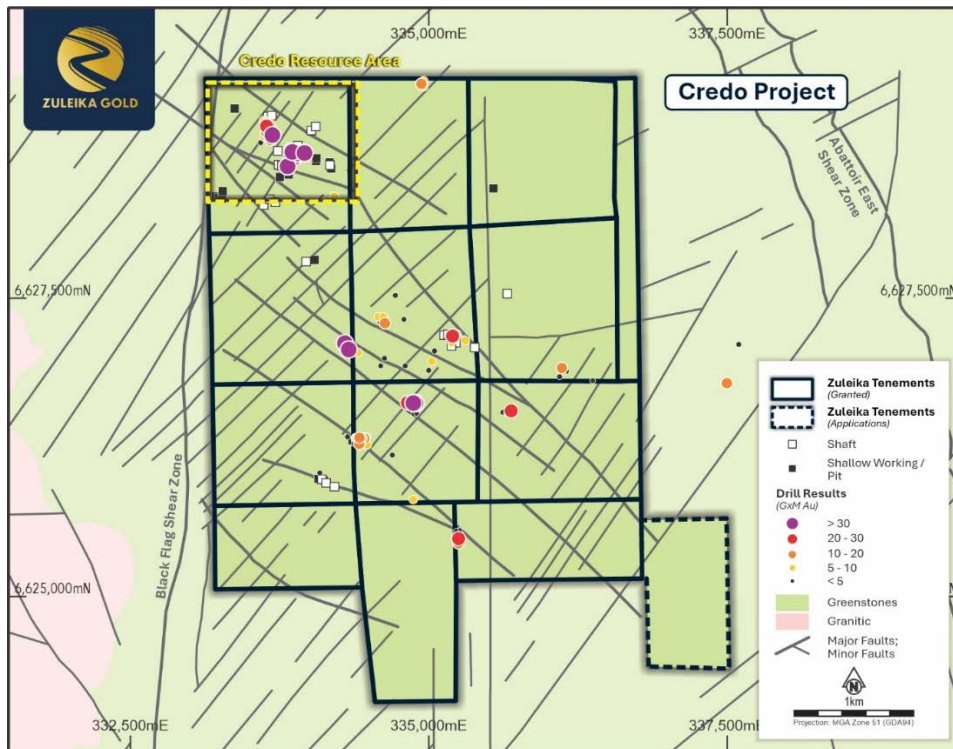 335,000mE
337,500mE
ZULEIKA GOLD
Credo Resource Area
Credo Project
Abattoir East
Shear Zone
6,627,500mN
6,627,500mN
Black Flag Shear Zone
6,625,000mN
Zuleika Tenements
(Granted)
Zuleika Tenements
(Applications)
Shaft
Shallow Working /
Pit
Drill Results
(GxM Au)
> 30
20 - 30
10 - 20
5 - 10
< 5
Greenstones
Granitic
Major Faults;
Minor Faults
N
1km
Projection: MGA Zone 51 (GDA94)
332,500mE
335,000mE
337,500mE